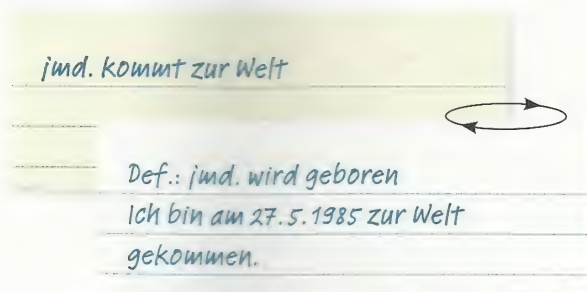 jmd. kommt zur Welt
Def.: jmd. wird geboren
Ich bin am 27.5.1985 zur Welt
gekommen.